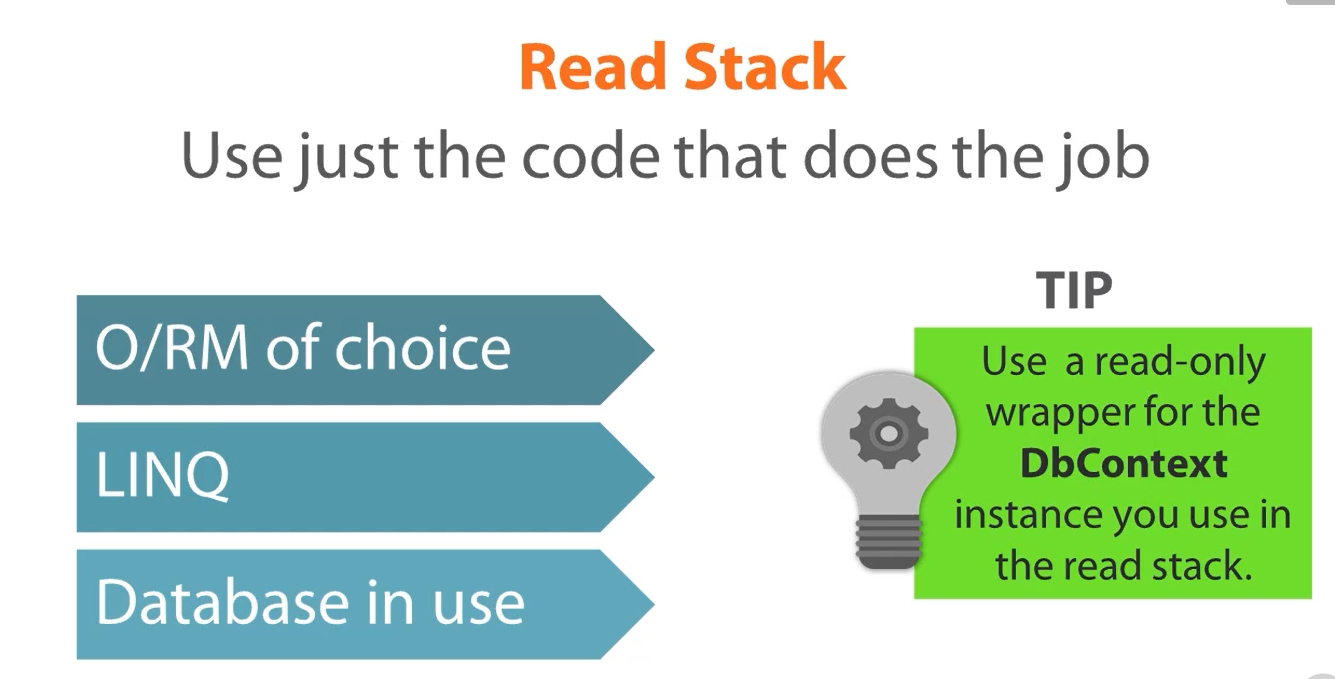 Read Stack
Use just the code that does the job
O/RM of choice
LINQ
Database in use
TIP
Use a read-only
wrapper for the
DbContext
instance you use in
the read stack.